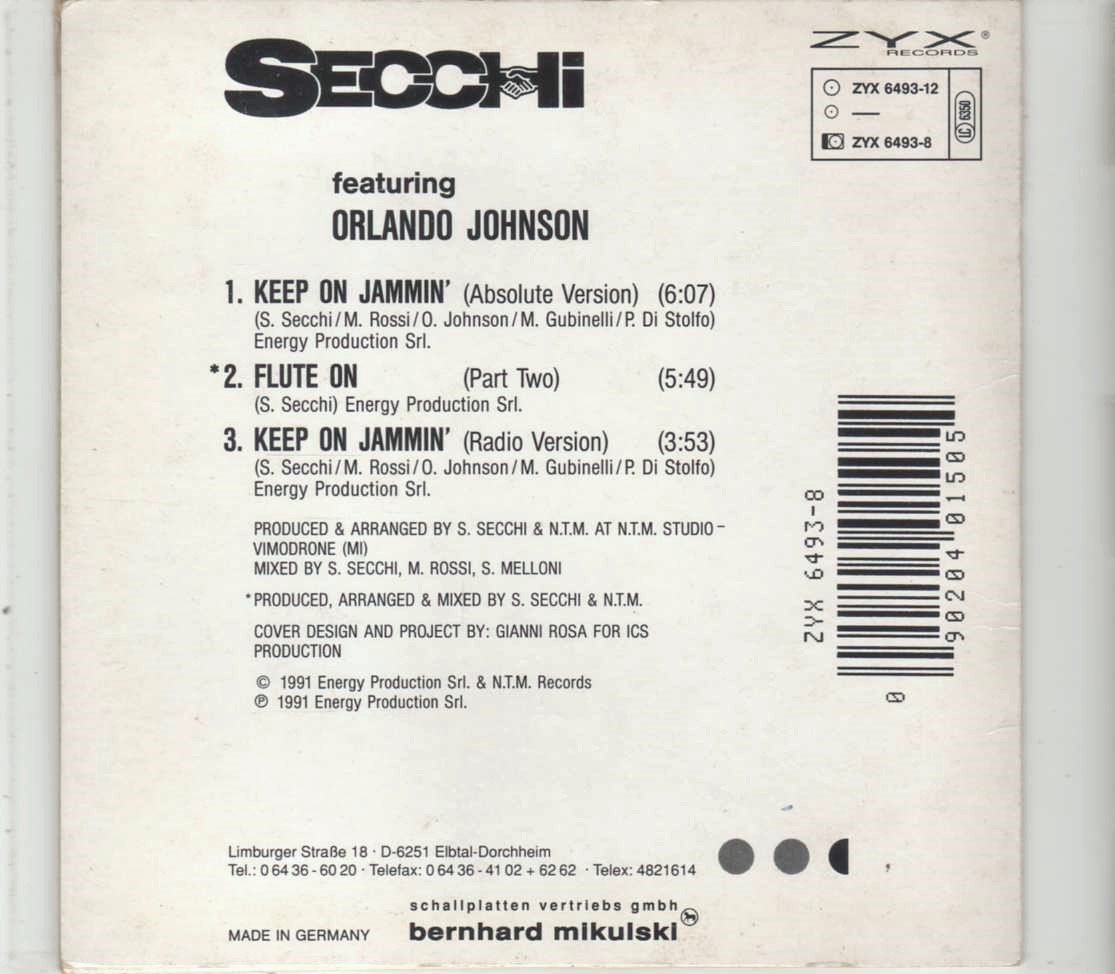 SECCHi
ZYX®
RECORDS
ZYX 6493-12
—
ZYX 6493-8
LC 6350
featuring
ORLANDO JOHNSON
1. KEEP ON JAMMIN' (Absolute Version) (6:07)
(S. Secchi/M. Rossi/O. Johnson/M. Gubinelli/P. Di Stolfo)
Energy Production Srl.
*2. FLUTE ON (Part Two) (5:49)
(S. Secchi) Energy Production Srl.
3. KEEP ON JAMMIN' (Radio Version) (3:53)
(S. Secchi/M. Rossi/O. Johnson/M. Gubinelli/P. Di Stolfo)
Energy Production Srl.
PRODUCED & ARRANGED BY S. SECCHI & N.T.M. AT N.T.M. STUDIO –
VIMODRONE (MI)
MIXED BY S. SECCHI, M. ROSSI, S. MELLONI
*PRODUCED, ARRANGED & MIXED BY S. SECCHI & N.T.M.
COVER DESIGN AND PROJECT BY: GIANNI ROSA FOR ICS
PRODUCTION
© 1991 Energy Production Srl. & N.T.M. Records
℗ 1991 Energy Production Srl.
ZYX 6493-8
90204 01505
0
Limburger Straße 18 · D-6251 Elbtal-Dorchheim
Tel.: 0 64 36 - 60 20 · Telefax: 0 64 36 - 41 02 + 62 62 · Telex: 4821614
schallplatten vertriebs gmbh
MADE IN GERMANY bernhard mikulski